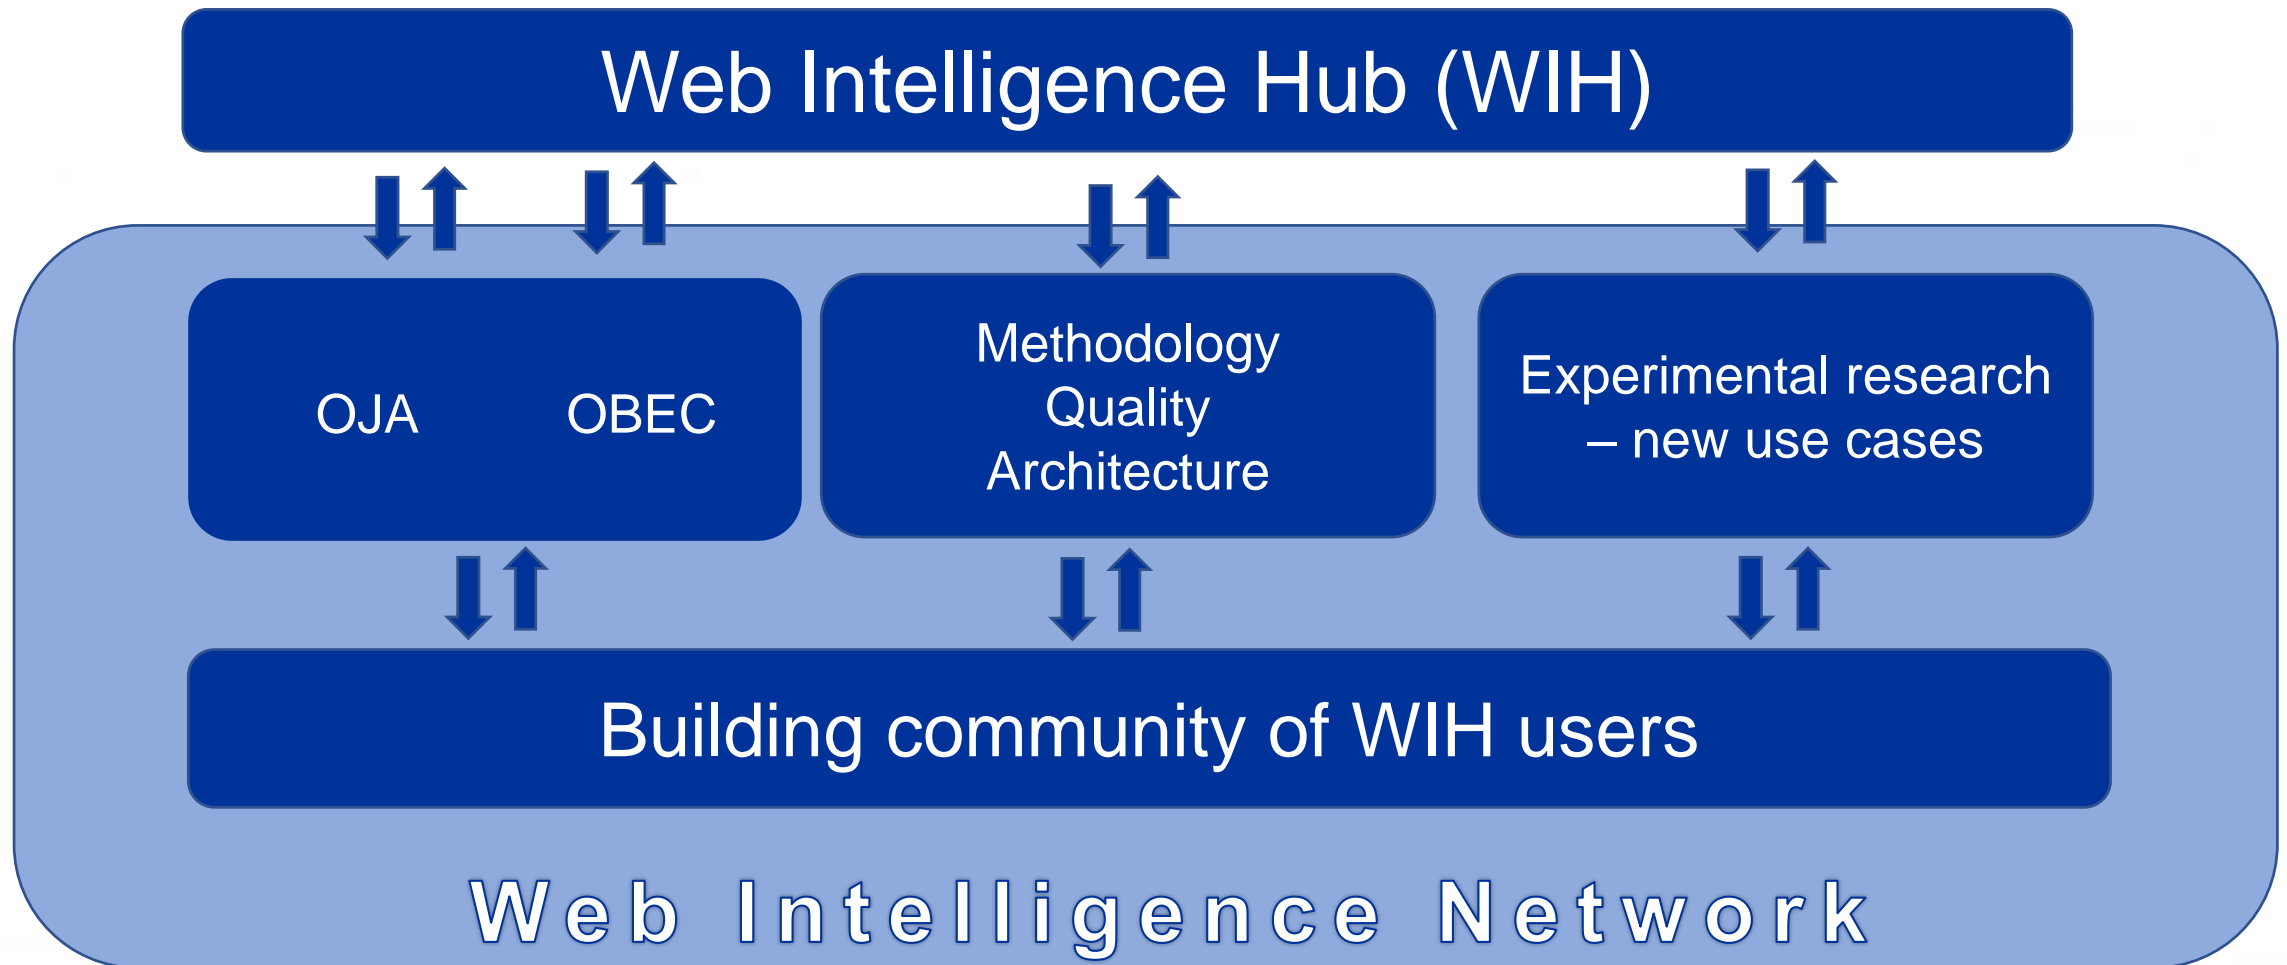 Web Intelligence Hub (WIH)
OJA OBEC
Methodology
Quality
Architecture
Experimental research
– new use cases
Building community of WIH users
Web Intelligence Network